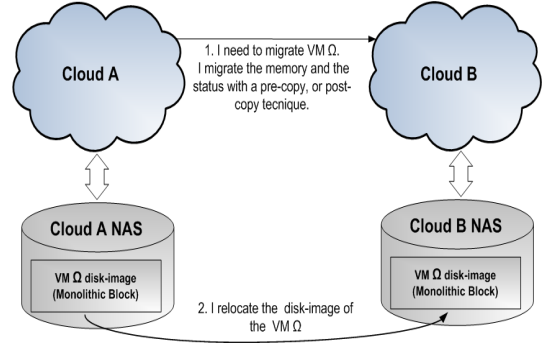 Cloud A
1. I need to migrate VM Ω.
I migrate the memory and the
status with a pre-copy, or post-
copy tecnique.
Cloud B
Cloud A NAS
VM Ω disk-image
(Monolithic Block)
Cloud B NAS
VM Ω disk-image
(Monolithic Block)
2. I relocate the disk-image of
the VM Ω